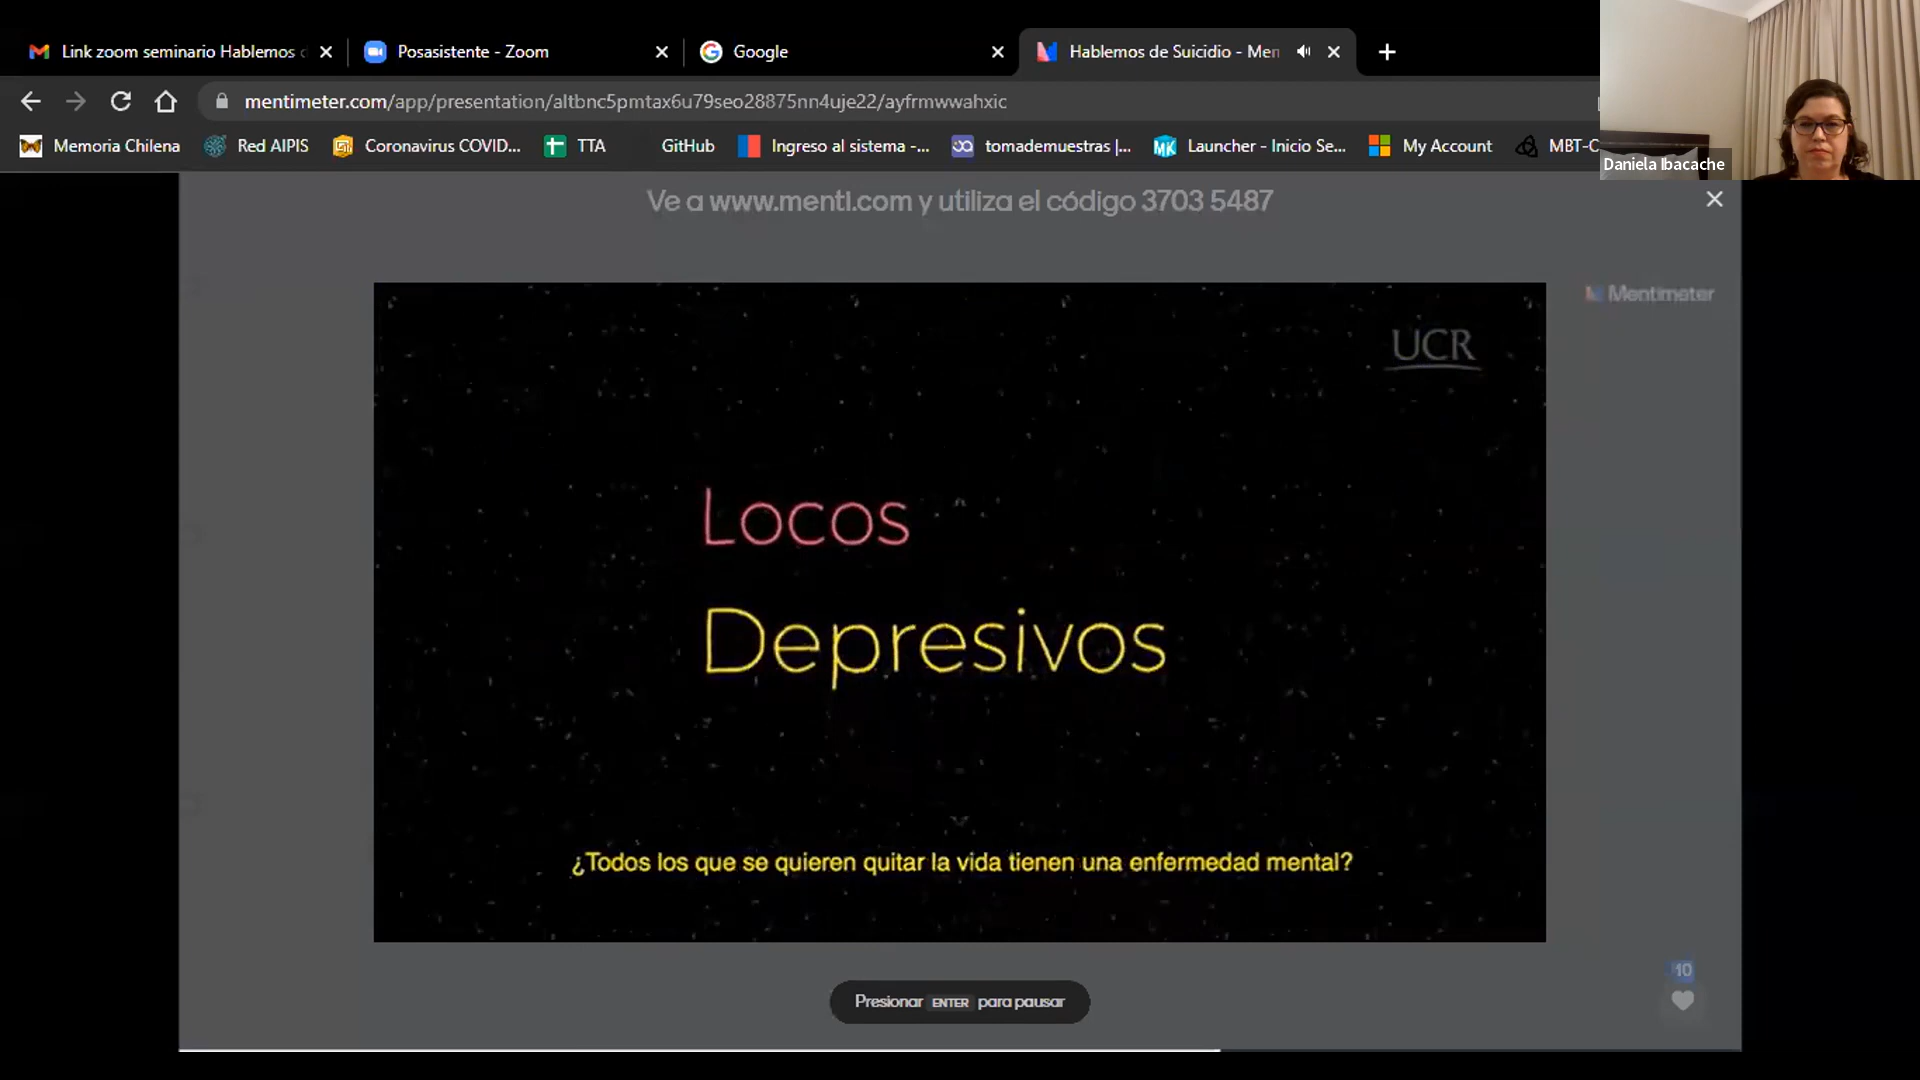 Link zoom seminario Hablemos d
Posasistente - Zoom
Google
Hablemos de Suicidio - Men
mentimeter.com/app/presentation/altbnc5pmtax6u79seo28875nn4uje22/ayfrmwwahxic
Memoria Chilena
Red AIPIS
Coronavirus COVID...
TTA
GitHub
Ingreso al sistema -...
tomademuestras |...
Launcher - Inicio Se...
My Account
MBT-C
Daniela Ibacache
Ve a www.menti.com y utiliza el código 3703 5487
Mentimeter
UCR
Locos
Depresivos
¿Todos los que se quieren quitar la vida tienen una enfermedad mental?
10
Presionar ENTER para pausar